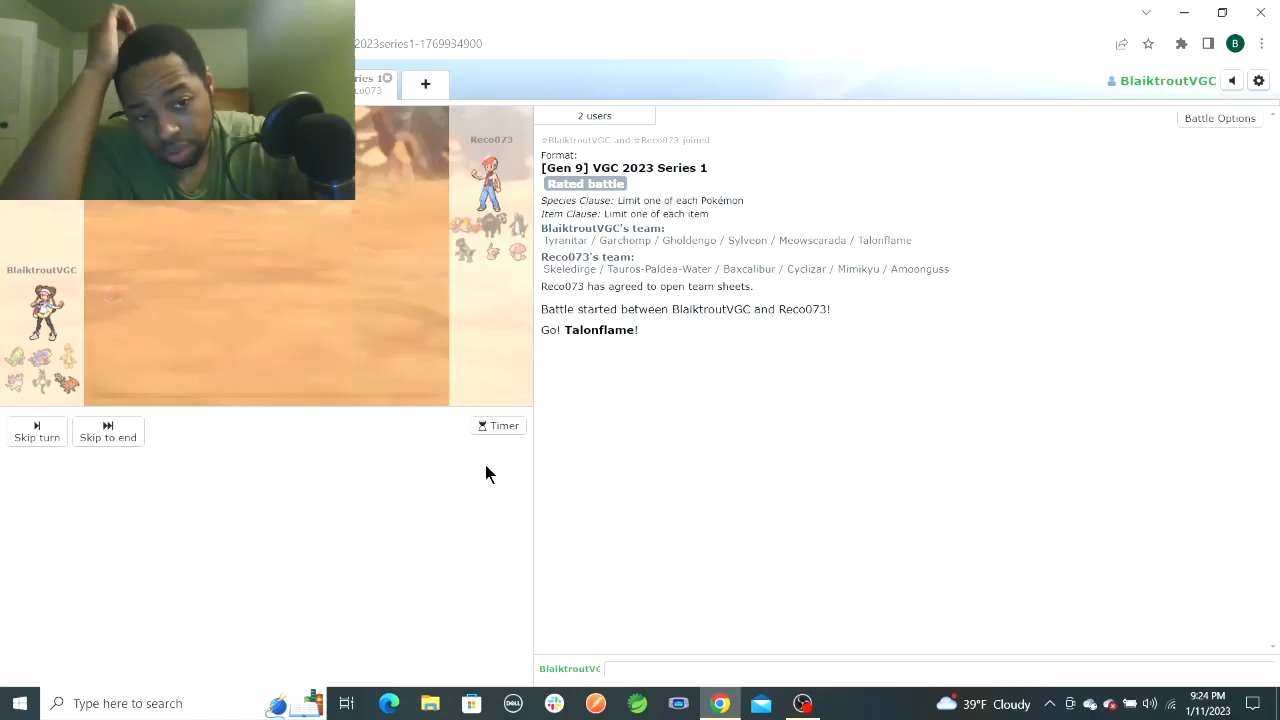 2023series1-1769934900
B
ries 1
co073
+
BlaiktroutVGC
2 users
Battle Options
Reco073
☆BlaiktroutVGC and ☆Reco073 joined
Format:
[Gen 9] VGC 2023 Series 1
Rated battle
Species Clause: Limit one of each Pokémon
Item Clause: Limit one of each item
BlaiktroutVGC's team:
Tyranitar / Garchomp / Gholdengo / Sylveon / Meowscarada / Talonflame
Reco073's team:
Skeledirge / Tauros-Paldea-Water / Baxcalibur / Cyclizar / Mimikyu / Amoonguss
Reco073 has agreed to open team sheets.
BlaiktroutVGC
Battle started between BlaiktroutVGC and Reco073!
Go! Talonflame!
Skip turn
Skip to end
Timer
BlaiktroutVC
Type here to search
DELL
39°F Cloudy
9:24 PM
1/11/2023